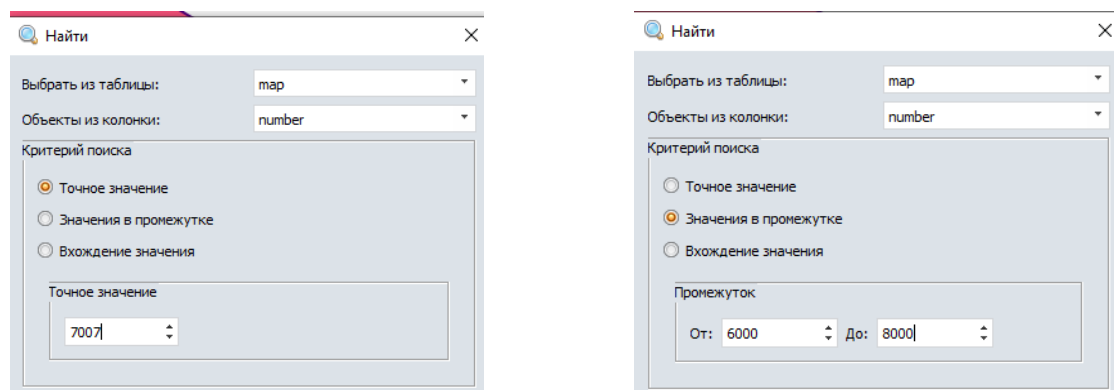 Найти
Выбрать из таблицы: map
Объекты из колонки: number
Критерий поиска
Точное значение
Значения в промежутке
Вхождение значения
Точное значение
7007
Найти
Выбрать из таблицы: map
Объекты из колонки: number
Критерий поиска
Точное значение
Значения в промежутке
Вхождение значения
Промежуток
От: 6000 До: 8000